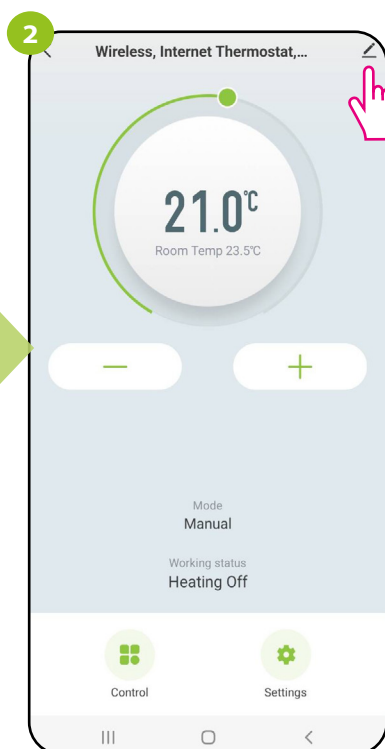 2
Wireless, Internet Thermostat,...
21.0℃
Room Temp 23.5℃
Mode
Manual
Working status
Heating Off
Control
Settings